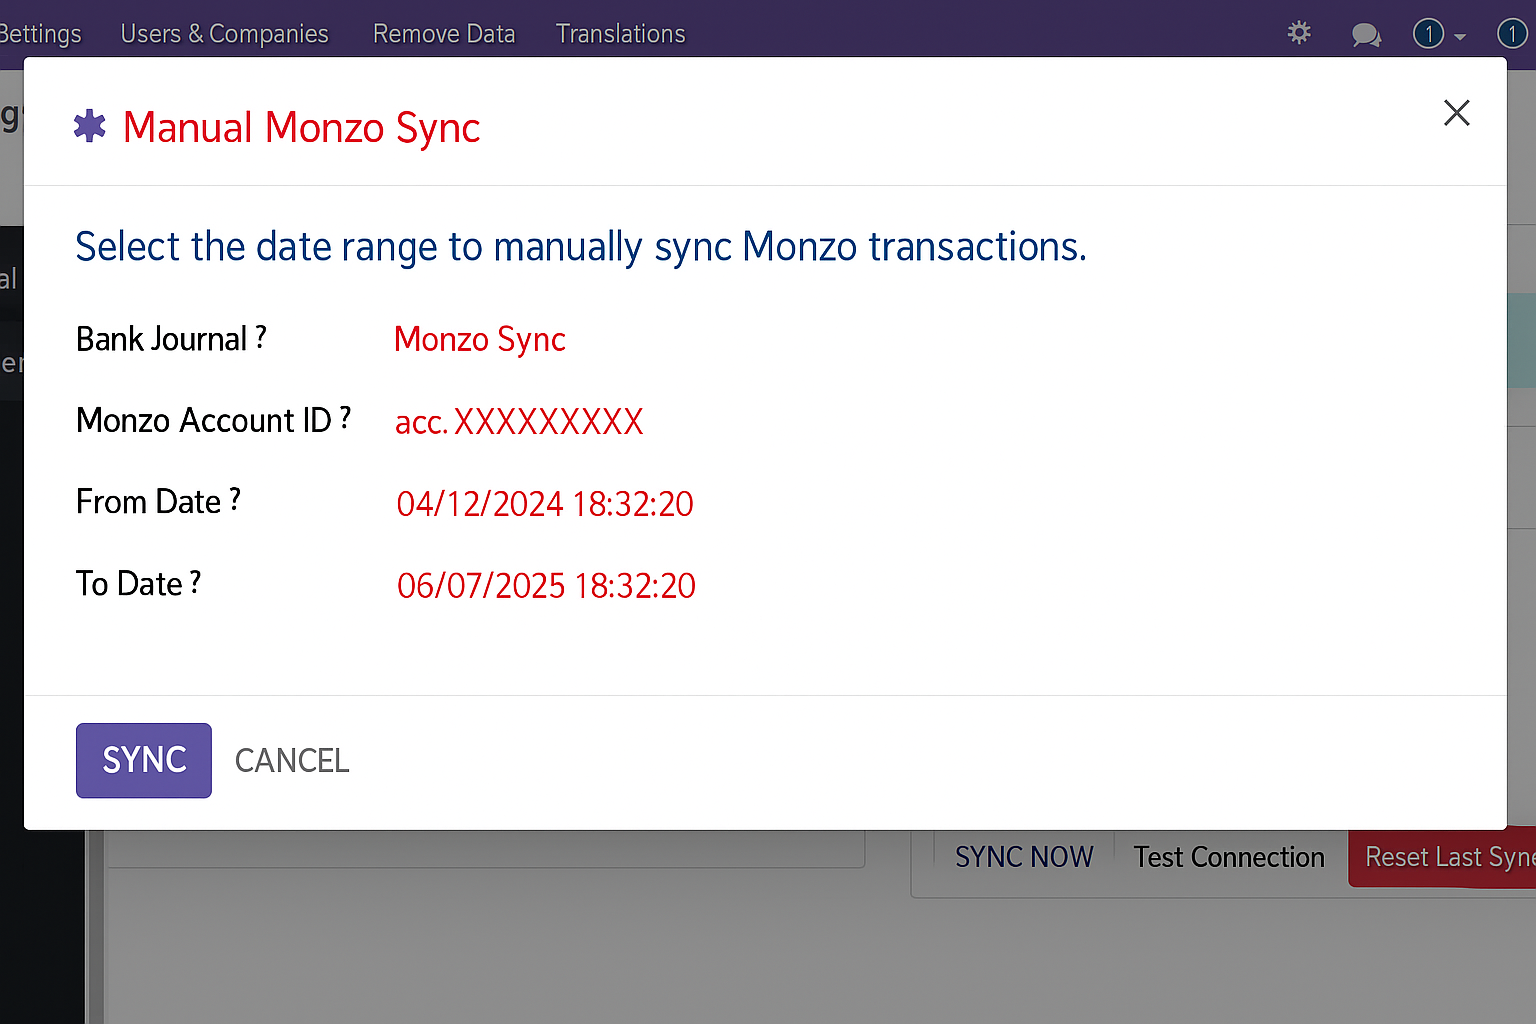 Bettings Users & Companies Remove Data Translations 1 1
Manual Monzo Sync
Select the date range to manually sync Monzo transactions.
Bank Journal ? Monzo Sync
Monzo Account ID ? acc. XXXXXXXXX
From Date ? 04/12/2024 18:32:20
To Date ? 06/07/2025 18:32:20
SYNC CANCEL
SYNC NOW Test Connection Reset Last Syne